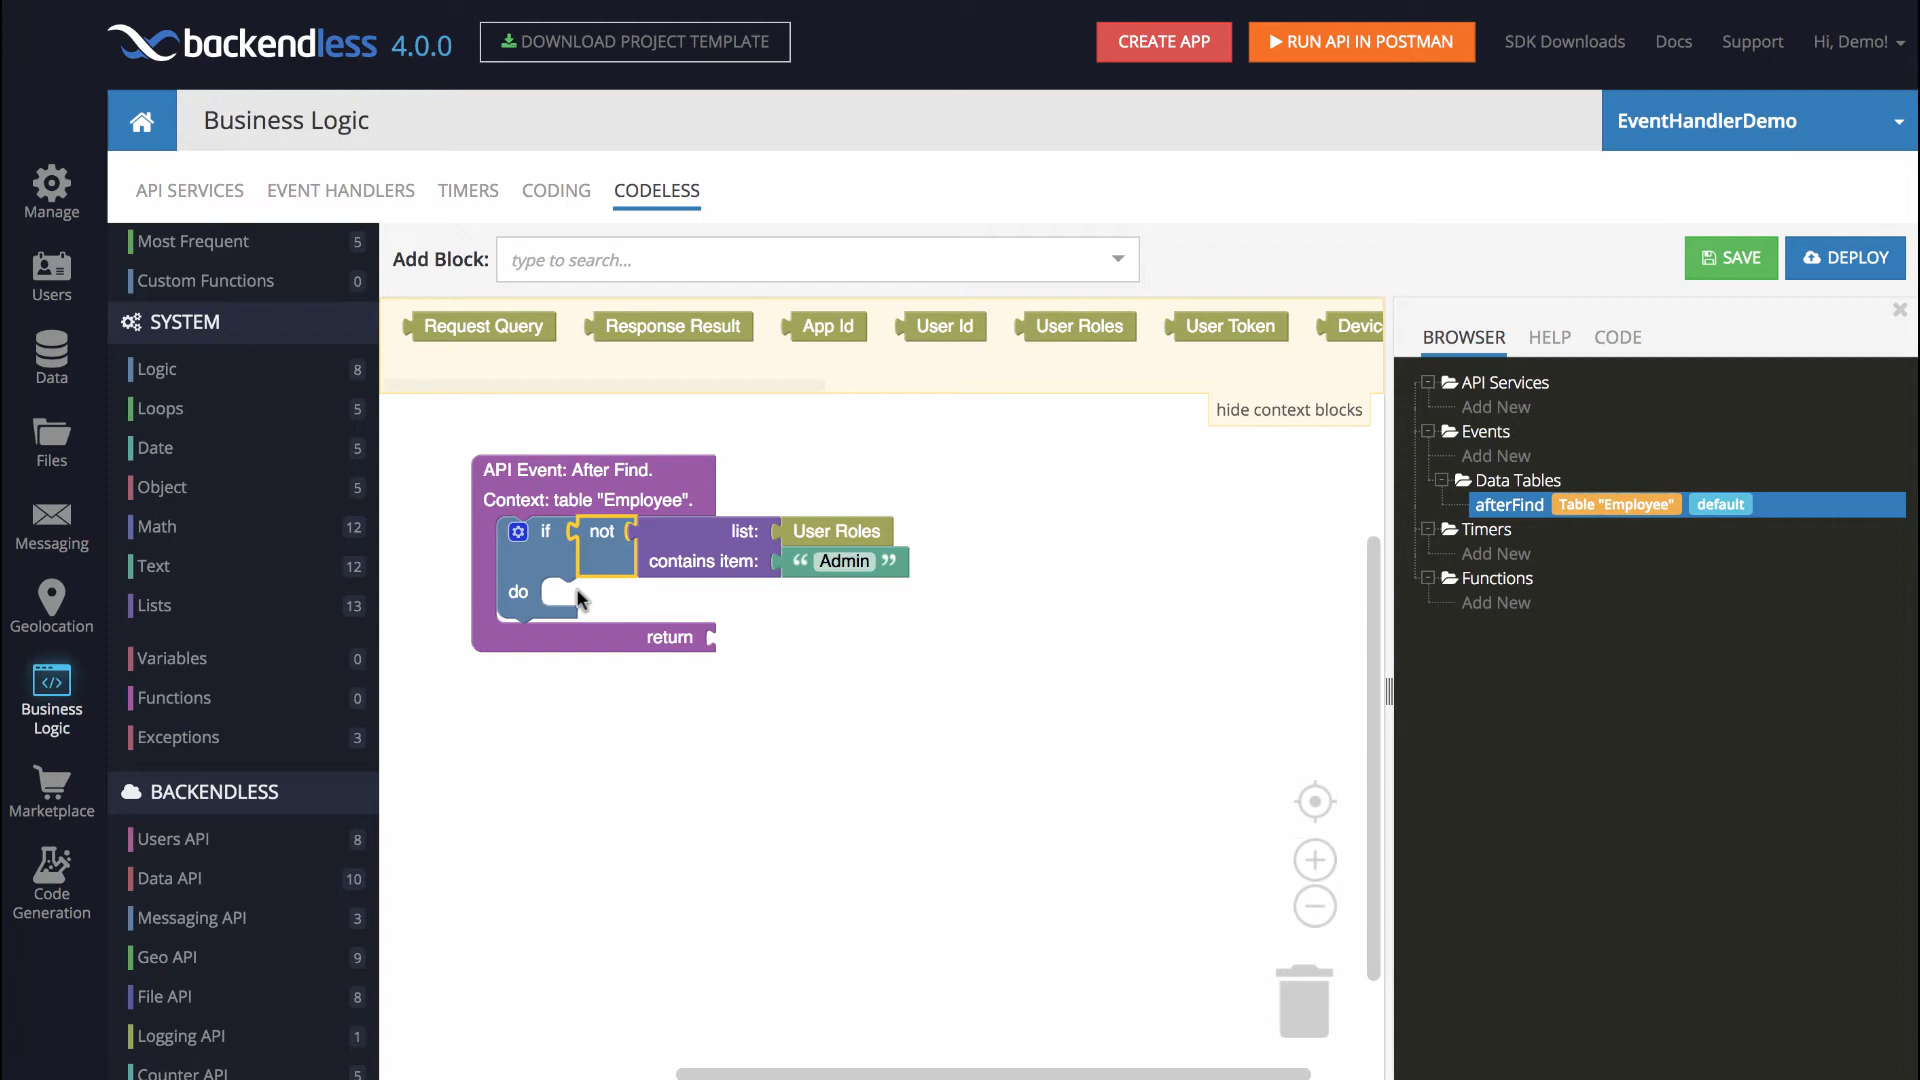 backendless 4.0.0
DOWNLOAD PROJECT TEMPLATE
CREATE APP
RUN API IN POSTMAN
SDK Downloads
Docs
Support
Hi, Demo!
Business Logic
EventHandlerDemo
Manage
Users
Data
Files
Messaging
Geolocation
Business
Logic
Marketplace
Code
Generation
API SERVICES
EVENT HANDLERS
TIMERS
CODING
CODELESS
Most Frequent 5
Custom Functions 0
SYSTEM
Logic 8
Loops 5
Date 5
Object 5
Math 12
Text 12
Lists 13
Variables 0
Functions 0
Exceptions 3
BACKENDLESS
Users API 8
Data API 10
Messaging API 3
Geo API 9
File API 8
Logging API 1
Counter API 5
Add Block:
type to search...
SAVE
DEPLOY
Request Query
Response Result
App Id
User Id
User Roles
User Token
Devic
hide context blocks
API Event: After Find.
Context: table "Employee".
if not list: User Roles
contains item: “ Admin ”
do
return
BROWSER
HELP
CODE
API Services
Add New
Events
Add New
Data Tables
afterFind Table "Employee" default
Timers
Add New
Functions
Add New